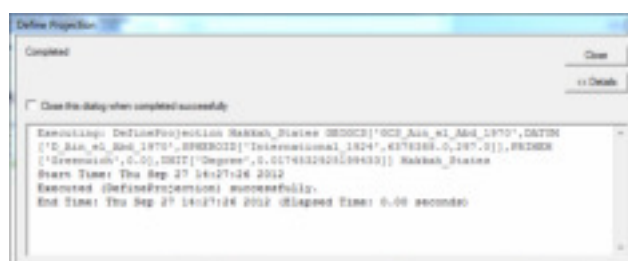 Define Projection
Completed
Close
<< Details
Close this dialog when completed successfully
Executing: DefineProjection Makkah_States GEOGCS['GCS_Ain_el_Abd_1970',DATUM
['D_Ain_el_Abd_1970',SPHEROID['International_1924',6378388.0,297.0]],PRIMEM
['Greenwich',0.0],UNIT['Degree',0.0174532925199433]] Makkah_States
Start Time: Thu Sep 27 14:27:26 2012
Executed (DefineProjection) successfully.
End Time: Thu Sep 27 14:27:26 2012 (Elapsed Time: 0.00 seconds)